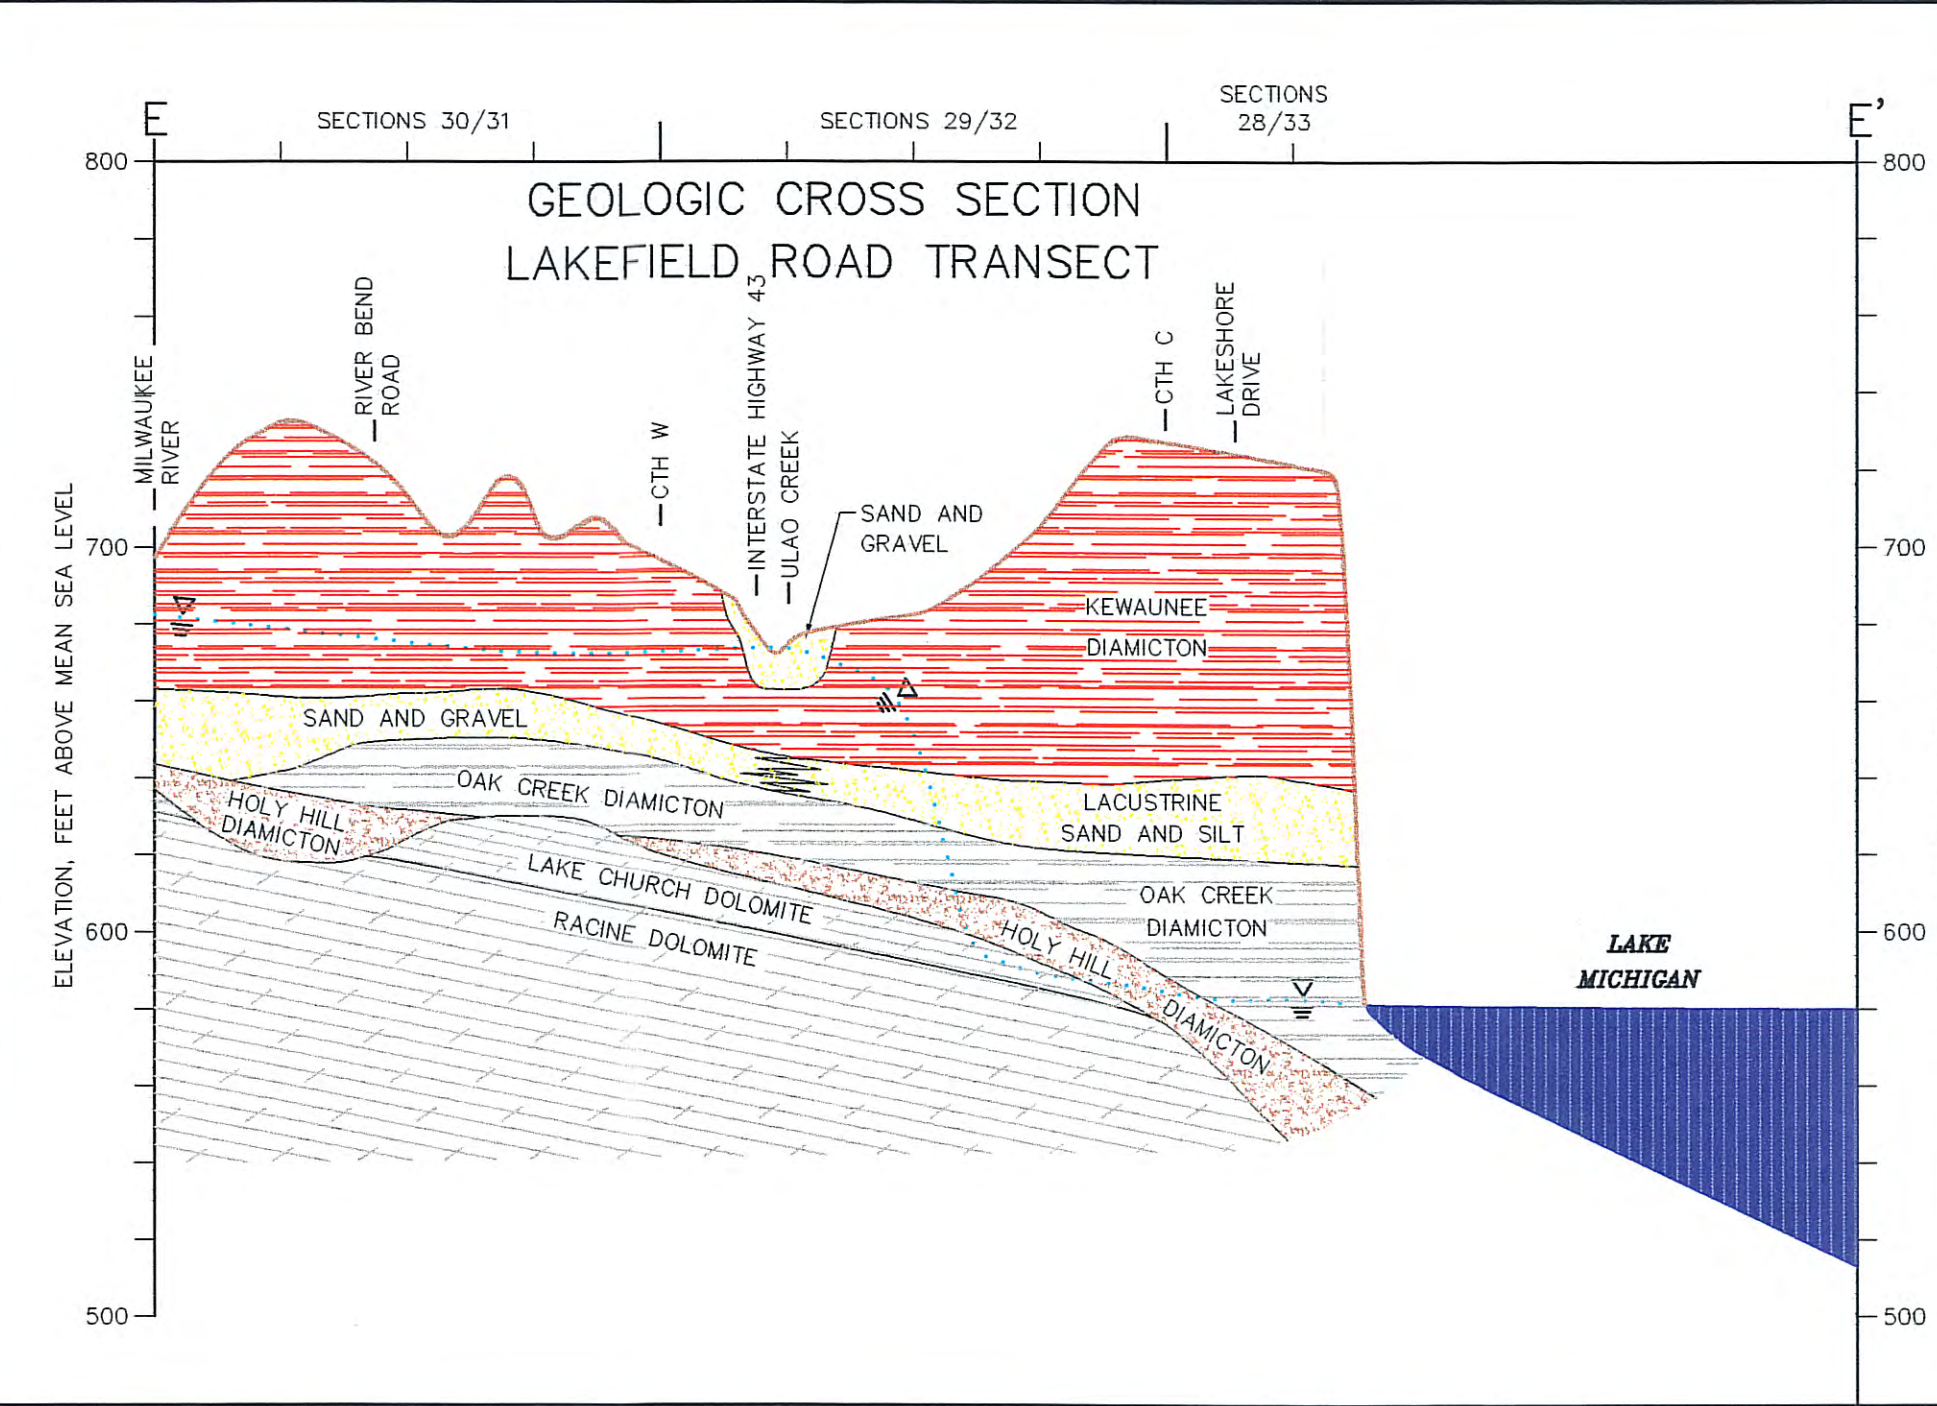 SECTIONS
E
SECTIONS 30/31
SECTIONS 29/32
28/33
E'
800
800
GEOLOGIC CROSS SECTION
LAKEFIELD ROAD TRANSECT
MILWAUKEE
RIVER
RIVER BEND
ROAD
CTH W
INTERSTATE HIGHWAY 43
ULAO CREEK
CTH C
LAKESHORE
DRIVE
SAND AND
GRAVEL
ELEVATION, FEET ABOVE MEAN SEA LEVEL
700
700
KEWAUNEE
DIAMICTON
SAND AND GRAVEL
OAK CREEK DIAMICTON
HOLY HILL
DIAMICTON
LACUSTRINE
SAND AND SILT
LAKE CHURCH DOLOMITE
RACINE DOLOMITE
OAK CREEK
DIAMICTON
HOLY HILL
DIAMICTON
600
600
LAKE
MICHIGAN
500
500